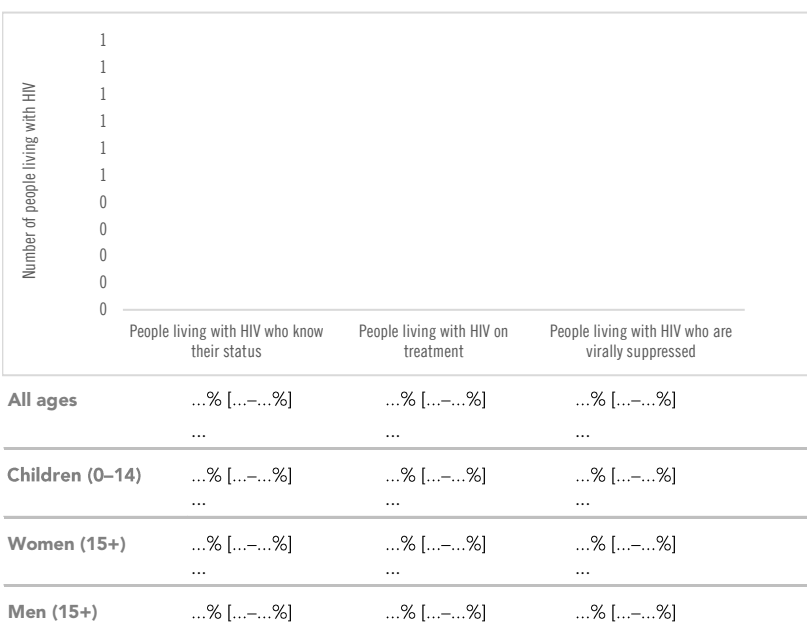 Number of people living with HIV
1
1
1
1
1
1
0
0
0
0
0
People living with HIV who know
their status
People living with HIV on
treatment
People living with HIV who are
virally suppressed
All ages ...% [...–...%] ...% [...–...%] ...% [...–...%]
... ... ...
Children (0–14) ...% [...–...%] ...% [...–...%] ...% [...–...%]
... ... ...
Women (15+) ...% [...–...%] ...% [...–...%] ...% [...–...%]
... ... ...
Men (15+) ...% [...–...%] ...% [...–...%] ...% [...–...%]